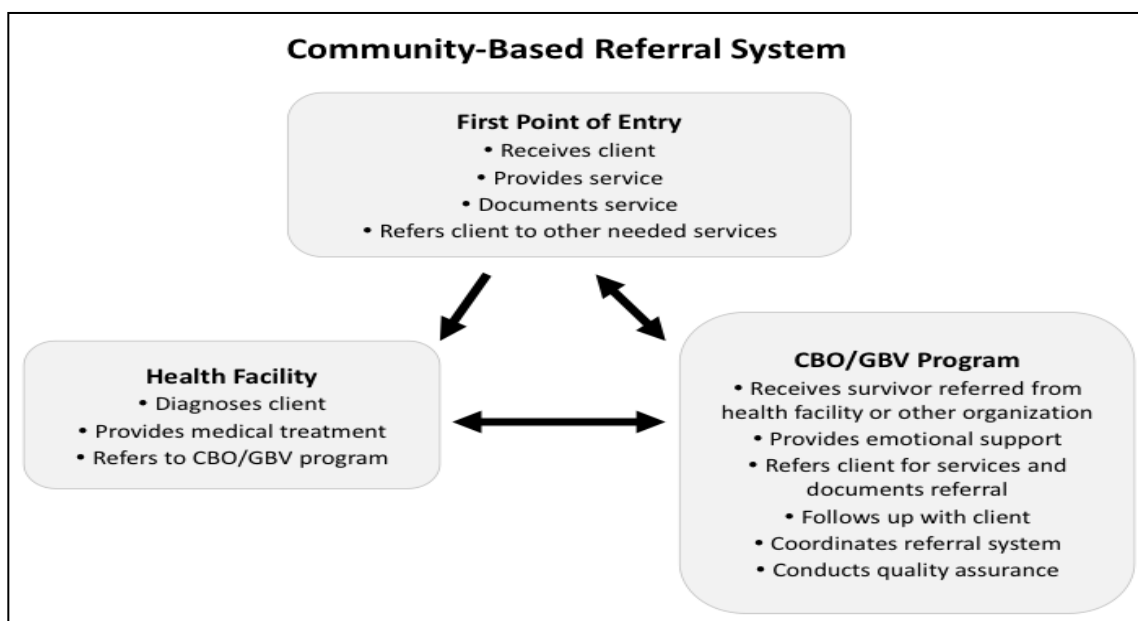 Community-Based Referral System
First Point of Entry
• Receives client
• Provides service
• Documents service
• Refers client to other needed services
Health Facility
• Diagnoses client
• Provides medical treatment
• Refers to CBO/GBV program
CBO/GBV Program
• Receives survivor referred from
health facility or other organization
• Provides emotional support
• Refers client for services and
documents referral
• Follows up with client
• Coordinates referral system
• Conducts quality assurance